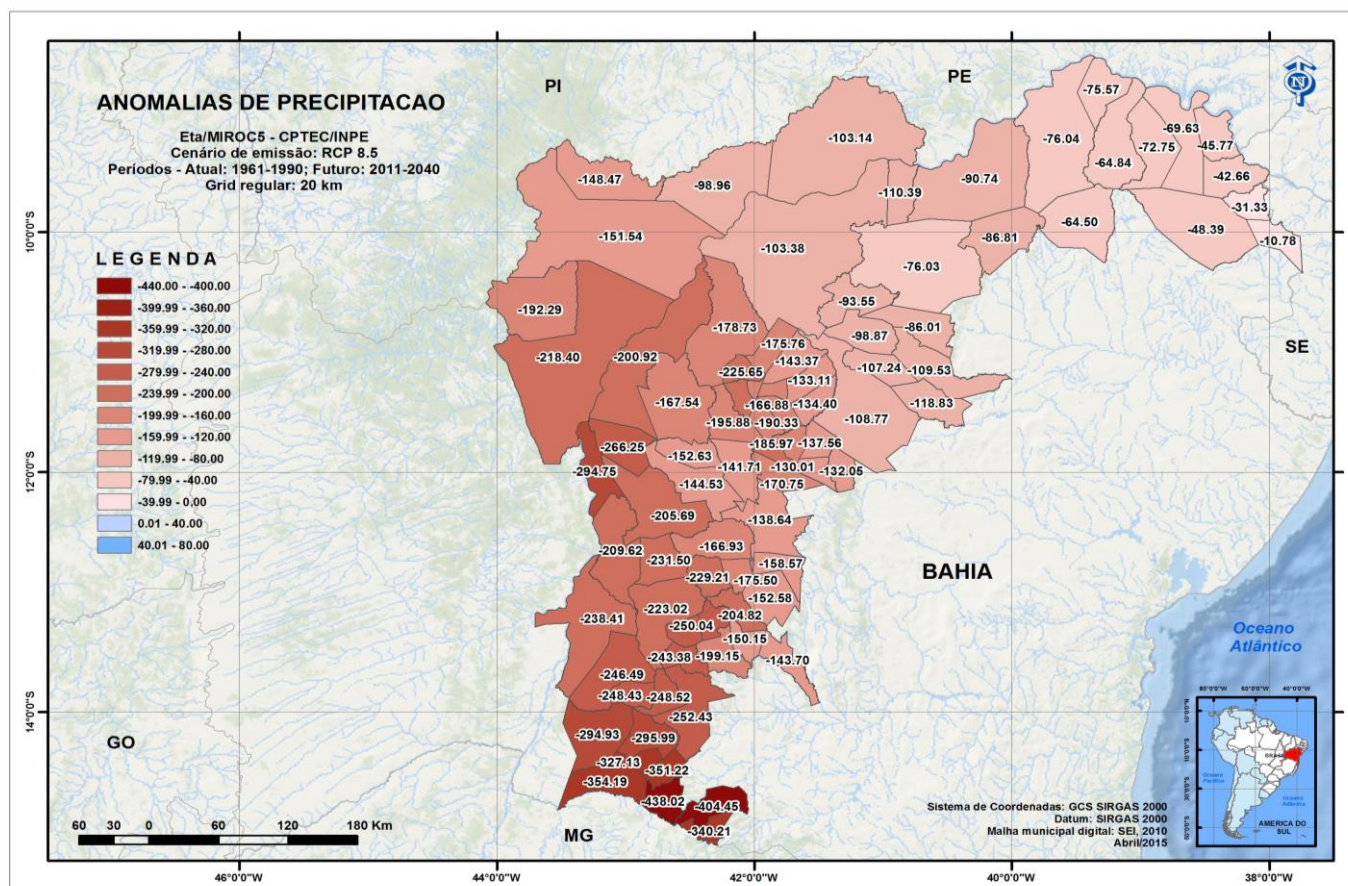 ANOMALIAS DE PRECIPITACAO
Eta/MIROC5 - CPTEC/INPE
Cenário de emissão: RCP 8.5
Períodos - Atual: 1961-1990; Futuro: 2011-2040
Grid regular: 20 km
L E G E N D A
-440.00 - -400.00
-399.99 - -360.00
-359.99 - -320.00
-319.99 - -280.00
-279.99 - -240.00
-239.99 - -200.00
-199.99 - -160.00
-159.99 - -120.00
-119.99 - -80.00
-79.99 - -40.00
-39.99 - 0.00
0.01 - 40.00
40.01 - 80.00
PI
PE
N
-75.57
-103.14
-76.04
-69.63
-72.75
-45.77
-64.84
-42.66
-148.47
-98.96
-110.39
-90.74
-31.33
-64.50
-48.39
-10.78
-151.54
-103.38
-86.81
-76.03
-192.29
-93.55
-178.73
-86.01
-98.87
-175.76
-218.40
-200.92
-143.37
-107.24
-109.53
-225.65
-133.11
-167.54
-166.88
-134.40
-118.83
-195.88
-190.33
-108.77
-266.25
-185.97
-137.56
-152.63
-141.71
-130.01
-132.05
-294.75
-144.53
-170.75
-205.69
-138.64
-209.62
-166.93
-231.50
-158.57
-229.21
-175.50
-152.58
-238.41
-223.02
-204.82
-250.04
-150.15
-243.38
-199.15
-143.70
-246.49
-248.43
-248.52
-252.43
-294.93
-295.99
-327.13
-351.22
-354.19
-438.02
-404.45
-340.21
SE
BAHIA
GO
MG
Oceano
Atlântico
60 30 0 60 120 180 Km
Sistema de Coordenadas: GCS SIRGAS 2000
Datum: SIRGAS 2000
Malha municipal digital: SEI, 2010
Abril/2015
80°0'0"W 60°0'0"W 40°0'0"W
BRASIL
Oceano
Pacífico
Oceano
Atlântico
AMERICA DO
SUL
10°0'0"S
12°0'0"S
14°0'0"S
46°0'0"W 44°0'0"W 42°0'0"W 40°0'0"W 38°0'0"W